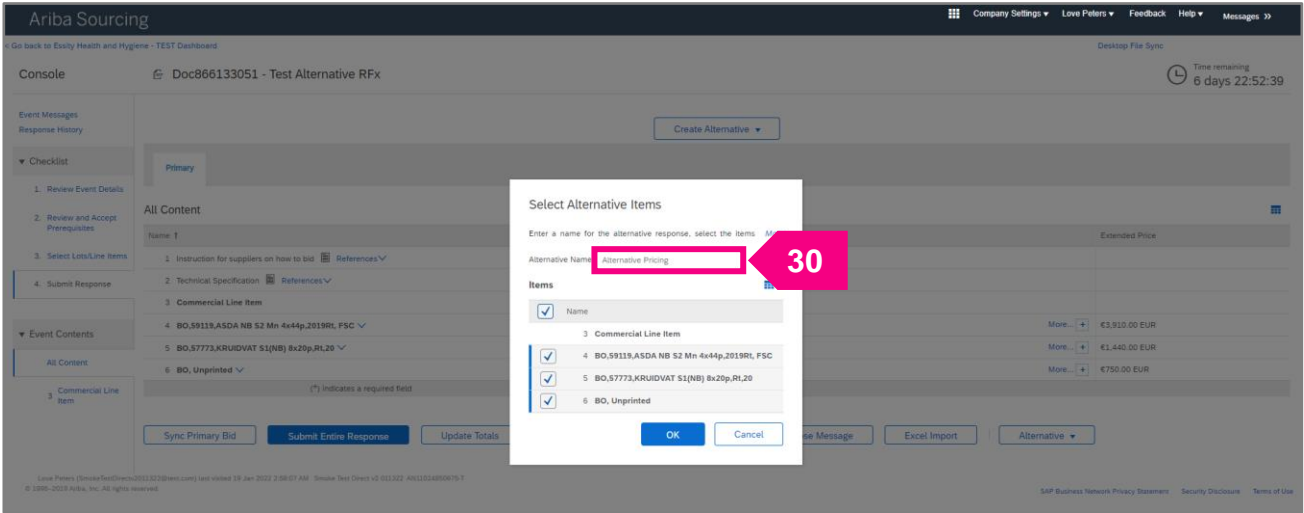 Ariba Sourcing
Company Settings ▾ Love Peters ▾ Feedback Help ▾ Messages »
Go back to Essity Health and Hygiene - TEST Dashboard Desktop File Sync
Console Doc866133051 - Test Alternative RFx Time remaining
6 days 22:52:39
Event Messages
Response History
Create Alternative ▾
▾ Checklist
Primary
1. Review Event Details
2. Review and Accept Prerequisites
3. Select Lots/Line Items
4. Submit Response
▾ Event Contents
All Content
3 Commercial Line Item
All Content
Name ↑ Extended Price
1 Instruction for suppliers on how to bid References
2 Technical Specification References
3 Commercial Line Item
4 BO,59119,ASDA NB S2 Mn 4x44p,2019Rt, FSC More... + €3,910.00 EUR
5 BO,57773,KRUIDVAT S1(NB) 8x20p,Rt,20 More... + €1,440.00 EUR
6 BO, Unprinted More... + €750.00 EUR
(*) indicates a required field
Select Alternative Items
Enter a name for the alternative response, select the items
Alternative Name Alternative Pricing
30
Items
Name
3 Commercial Line Item
4 BO,59119,ASDA NB S2 Mn 4x44p,2019Rt, FSC
5 BO,57773,KRUIDVAT S1(NB) 8x20p,Rt,20
6 BO, Unprinted
OK Cancel
Sync Primary Bid Submit Entire Response Update Totals Message Excel Import Alternative ▾
© 1996–2019 Ariba, Inc. All rights reserved.
SAP Business Network Privacy Statement Security Disclosure Terms of Use